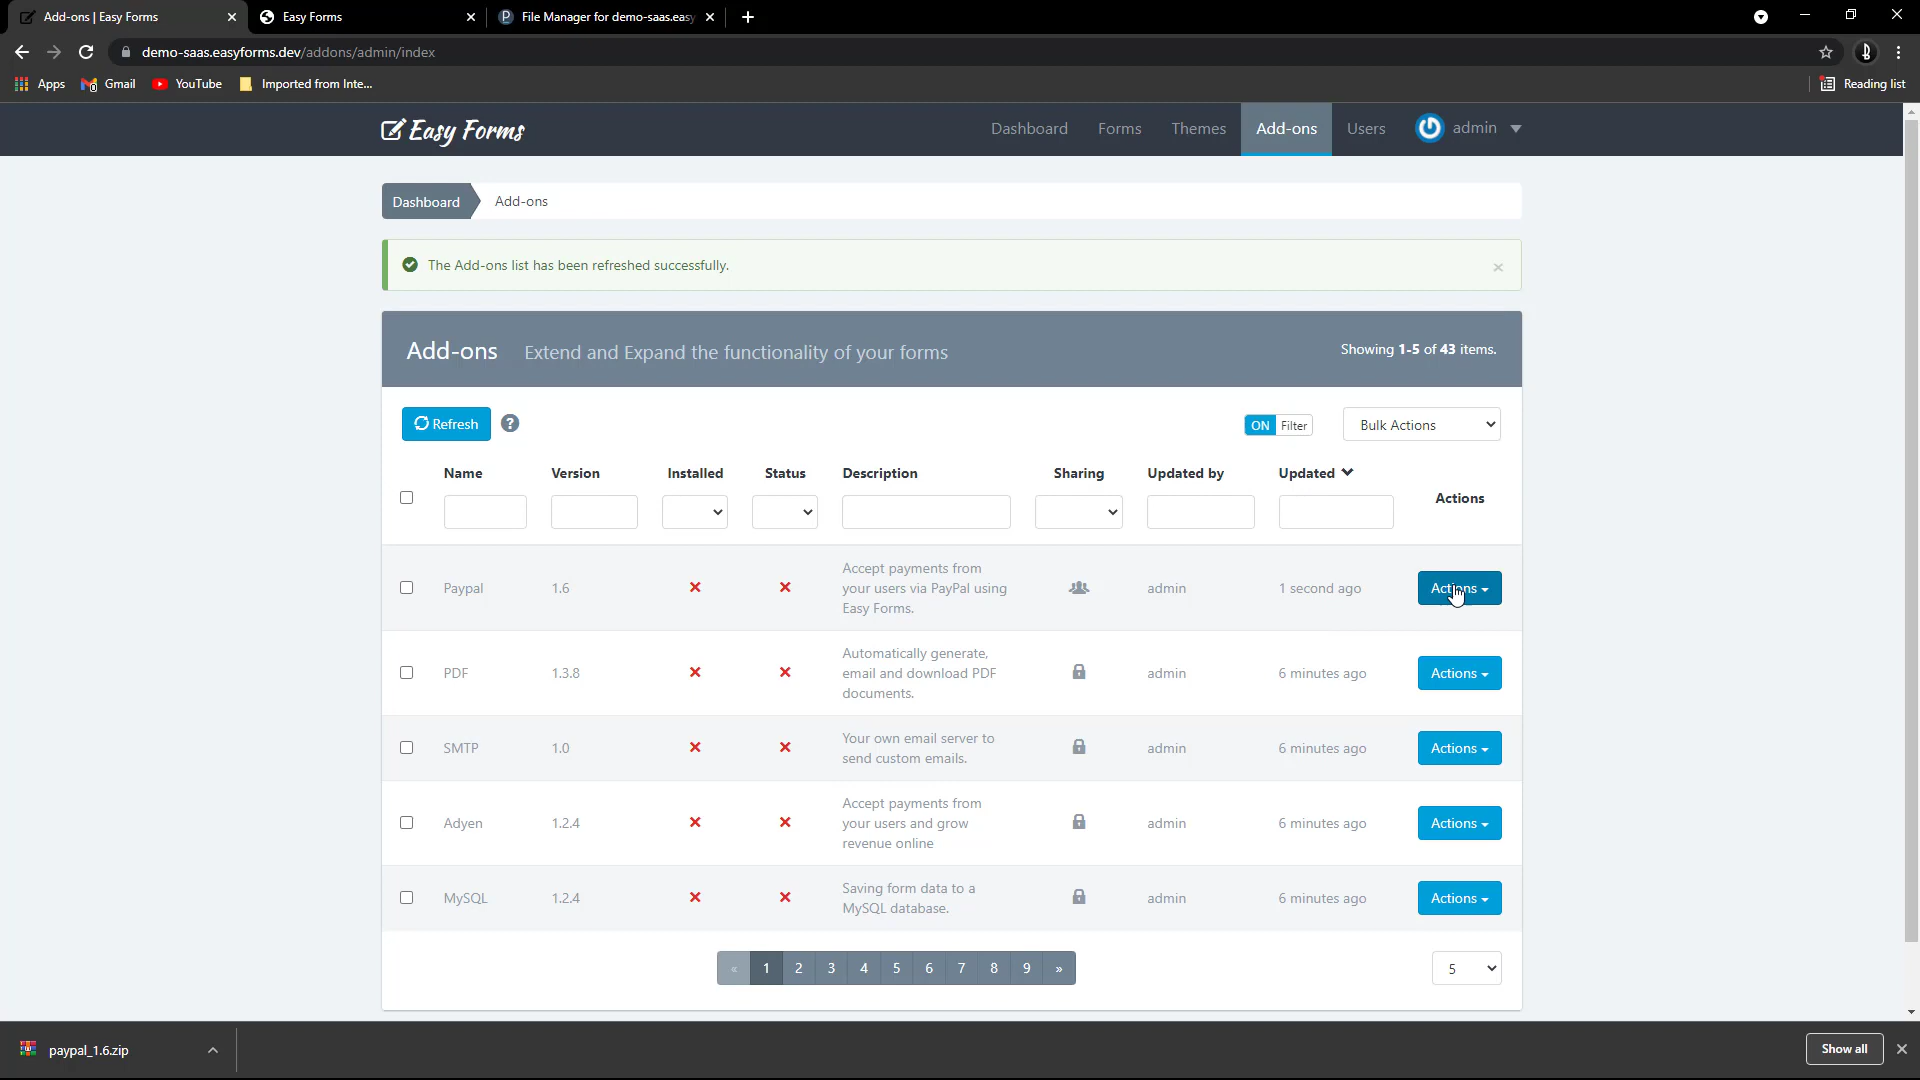 Add-ons | Easy Forms
Easy Forms
File Manager for demo-saas.easy
demo-saas.easyforms.dev/addons/admin/index
Apps
Gmail
YouTube
Imported from Inte...
Reading list
Easy Forms
Dashboard
Forms
Themes
Add-ons
Users
admin
Dashboard
Add-ons
The Add-ons list has been refreshed successfully.
Add-ons Extend and Expand the functionality of your forms
Showing 1-5 of 43 items.
Refresh
ON Filter
Bulk Actions
Name
Version
Installed
Status
Description
Sharing
Updated by
Updated
Actions
Paypal
1.6
Accept payments from
your users via PayPal using
Easy Forms.
admin
1 second ago
Actions
PDF
1.3.8
Automatically generate,
email and download PDF
documents.
admin
6 minutes ago
Actions
SMTP
1.0
Your own email server to
send custom emails.
admin
6 minutes ago
Actions
Adyen
1.2.4
Accept payments from
your users and grow
revenue online
admin
6 minutes ago
Actions
MySQL
1.2.4
Saving form data to a
MySQL database.
admin
6 minutes ago
Actions
« 1 2 3 4 5 6 7 8 9 »
5
paypal_1.6.zip
Show all